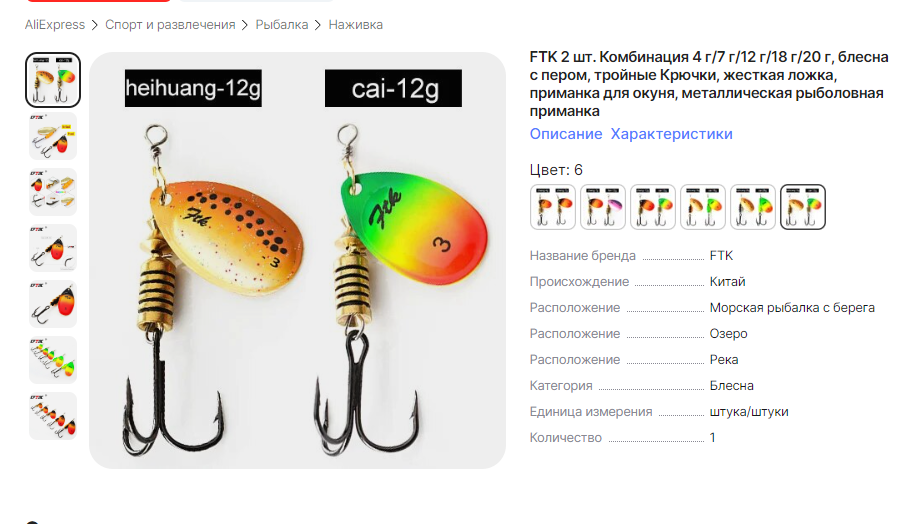 AliExpress > Спорт и развлечения > Рыбалка > Наживка
heihuang-12g
cai-12g
Ftk
3
Ftk
3
FTK 2 шт. Комбинация 4 г/7 г/12 г/18 г/20 г, блесна
с пером, тройные Крючки, жесткая ложка,
приманка для окуня, металлическая рыболовная
приманка
Описание Характеристики
Цвет: 6
Название бренда FTK
Происхождение Китай
Расположение Морская рыбалка с берега
Расположение Озеро
Расположение Река
Категория Блесна
Единица измерения штука/штуки
Количество 1